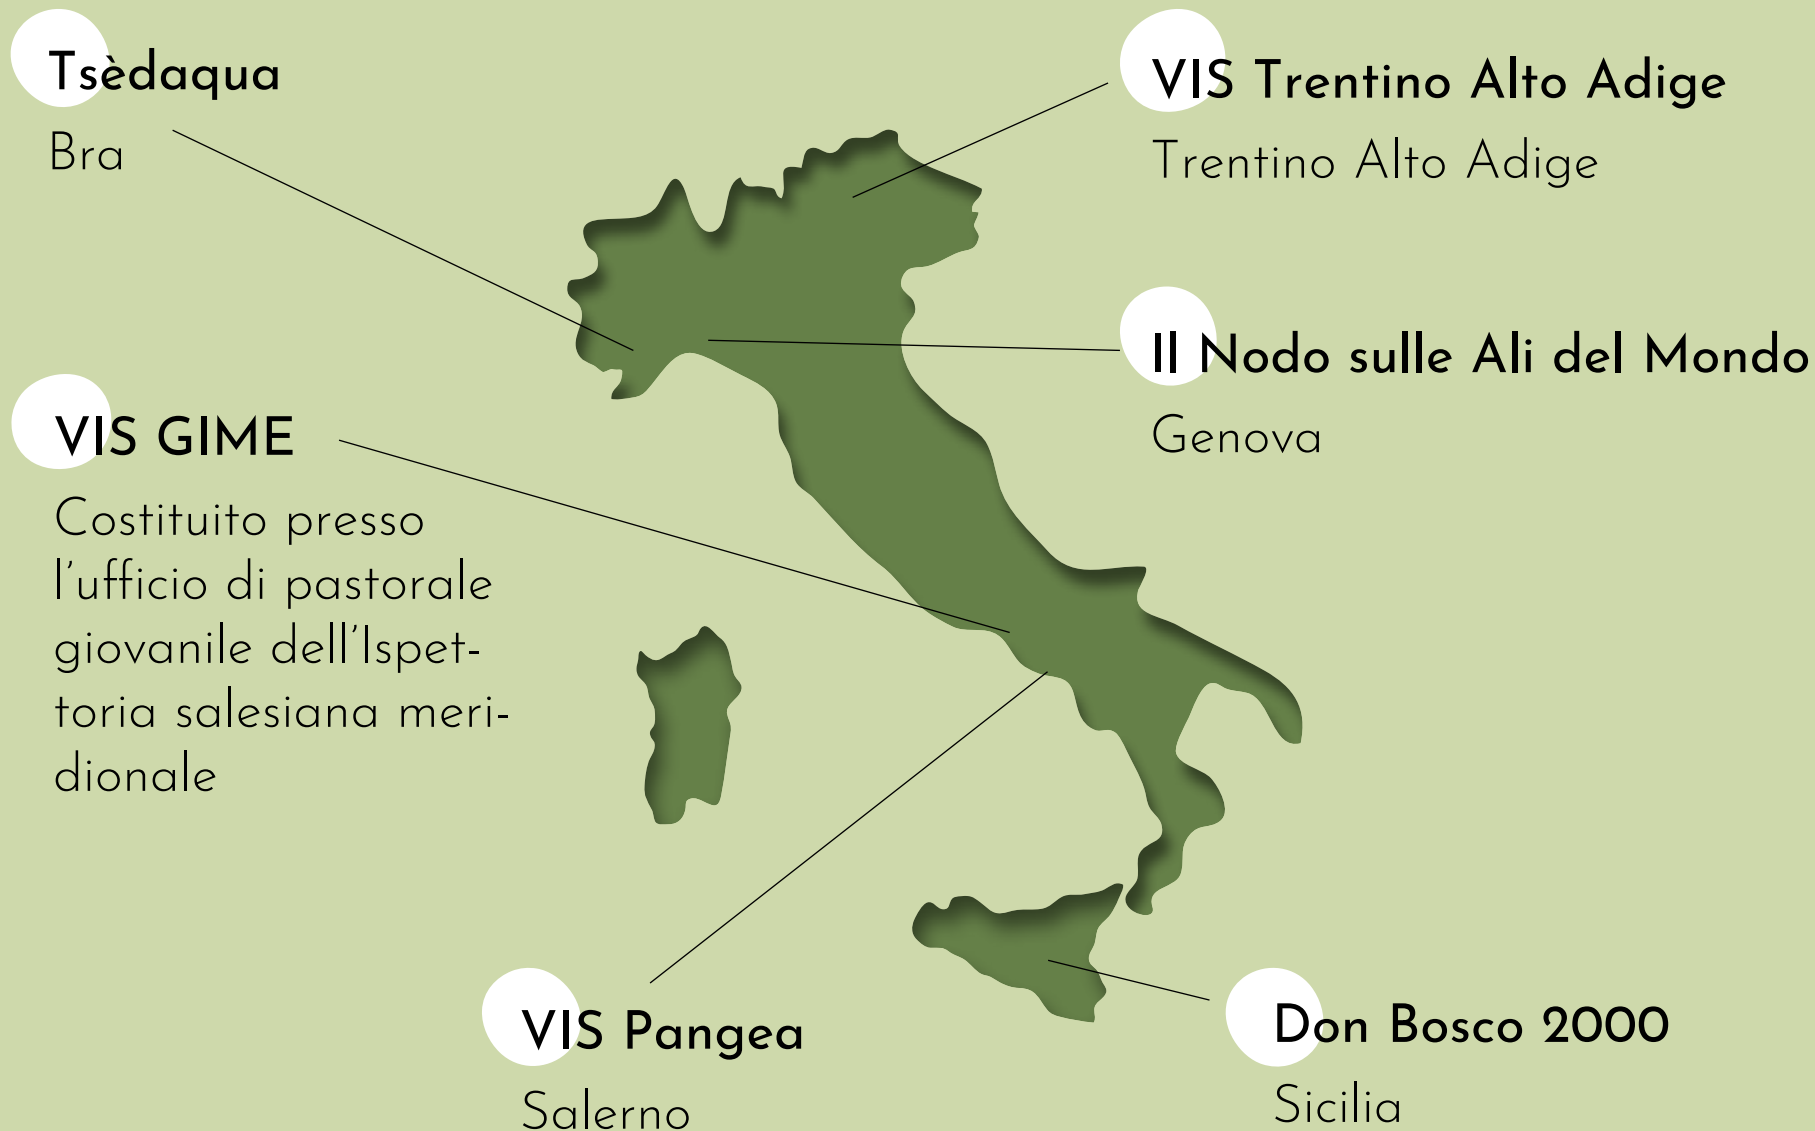 Tsèdaqua
Bra
VIS Trentino Alto Adige
Trentino Alto Adige
Il Nodo sulle Ali del Mondo
Genova
VIS GIME
Costituito presso
l'ufficio di pastorale
giovanile dell'Ispet-
toria salesiana meri-
dionale
VIS Pangea
Salerno
Don Bosco 2000
Sicilia